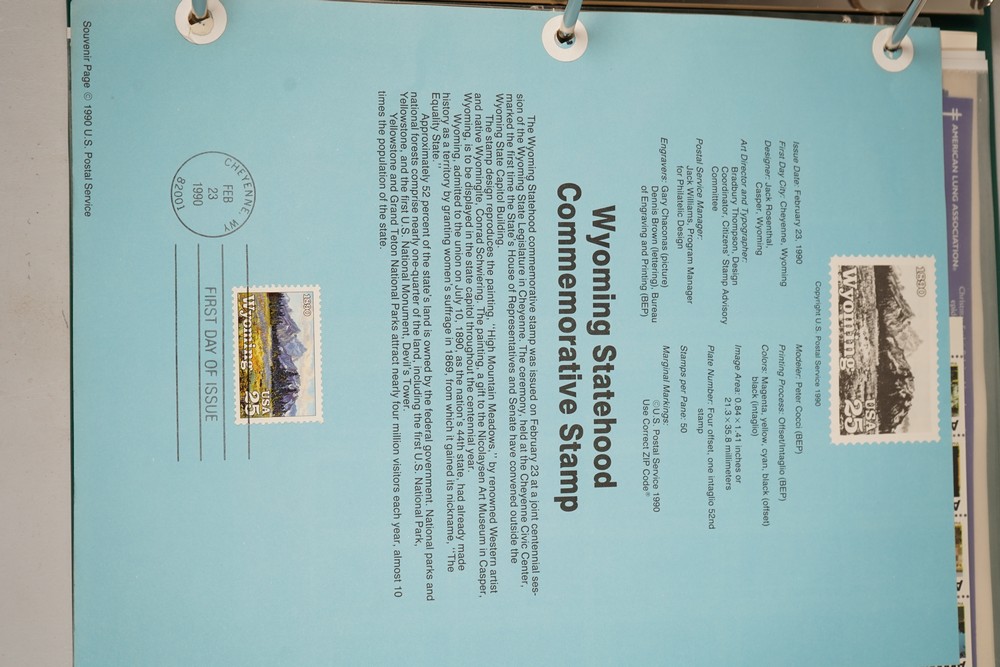 1890
Wyoming
USA
25
Copyright U.S. Postal Service 1990
Issue Date: February 23, 1990
First Day City: Cheyenne, Wyoming
Designer: Jack Rosenthal,
Casper, Wyoming
Art Director and Typographer:
Bradbury Thompson, Design
Coordinator, Citizens' Stamp Advisory
Committee
Postal Service Manager:
Jack Williams, Program Manager
for Philatelic Design
Engravers: Gary Chaconas (picture)
Dennis Brown (lettering), Bureau
of Engraving and Printing (BEP)
Modeler: Peter Cocci (BEP)
Printing Process: Offset/Intaglio (BEP)
Colors: Magenta, yellow, cyan, black (offset)
black (intaglio)
Image Area: 0.84 × 1.41 inches or
21.3 × 35.8 millimeters
Plate Number: Four offset, one intaglio 52nd
stamp
Stamps per Pane: 50
Marginal Markings:
©U.S. Postal Service 1990
Use Correct ZIP Code®
Wyoming Statehood
Commemorative Stamp
The Wyoming Statehood commemorative stamp was issued on February 23 at a joint centennial ses-
sion of the Wyoming State Legislature in Cheyenne. The ceremony, held at the Cheyenne Civic Center,
marked the first time the State's House of Representatives and Senate have convened outside the
Wyoming State Capitol Building.
The stamp design reproduces the painting, "High Mountain Meadows," by renowned Western artist
and native Wyomingite, Conrad Schwiering. The painting, a gift to the Nicolaysen Art Museum in Casper,
Wyoming, is to be displayed in the state capitol throughout the centennial year.
Wyoming, admitted to the union on July 10, 1890, as the nation's 44th state, had already made
history as a territory by granting women's suffrage in 1869, from which it gained its nickname, "The
Equality State."
Approximately 52 percent of the state's land is owned by the federal government. National parks and
national forests comprise nearly one-quarter of the land, including the first U.S. National Park,
Yellowstone, and the first U.S. National Monument, Devil's Tower.
Yellowstone and Grand Teton National Parks attract nearly four million visitors each year, almost 10
times the population of the state.
1890
Wyoming
USA
25
CHEYENNE, WY
FEB
23
1990
82001
FIRST DAY OF ISSUE
Souvenir Page © 1990 U.S. Postal Service
AMERICAN LUNG ASSOCIATION